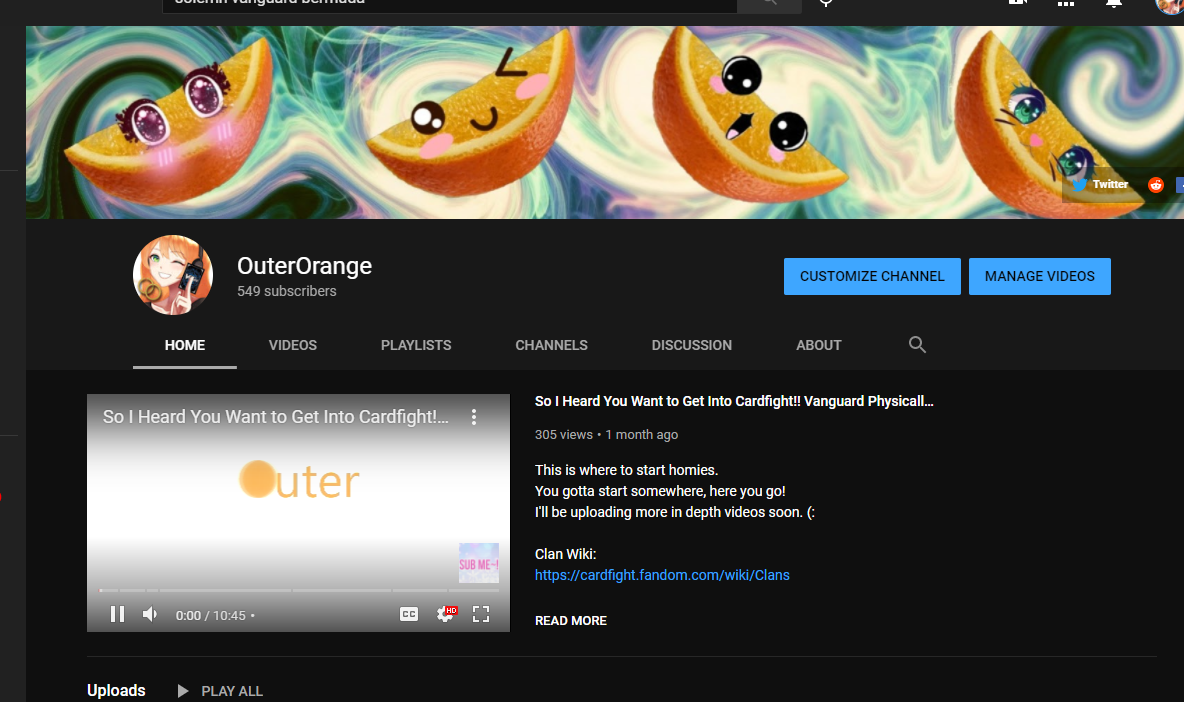 solemn vanguard bermuda
Twitter
OuterOrange
549 subscribers
CUSTOMIZE CHANNEL
MANAGE VIDEOS
HOME
VIDEOS
PLAYLISTS
CHANNELS
DISCUSSION
ABOUT
So I Heard You Want to Get Into Cardfight!...
Outer
SUB ME~!
0:00 / 10:45 •
CC
HD
So I Heard You Want to Get Into Cardfight!! Vanguard Physicall...
305 views • 1 month ago
This is where to start homies.
You gotta start somewhere, here you go!
I'll be uploading more in depth videos soon. (:
Clan Wiki:
https://cardfight.fandom.com/wiki/Clans
READ MORE
Uploads
PLAY ALL